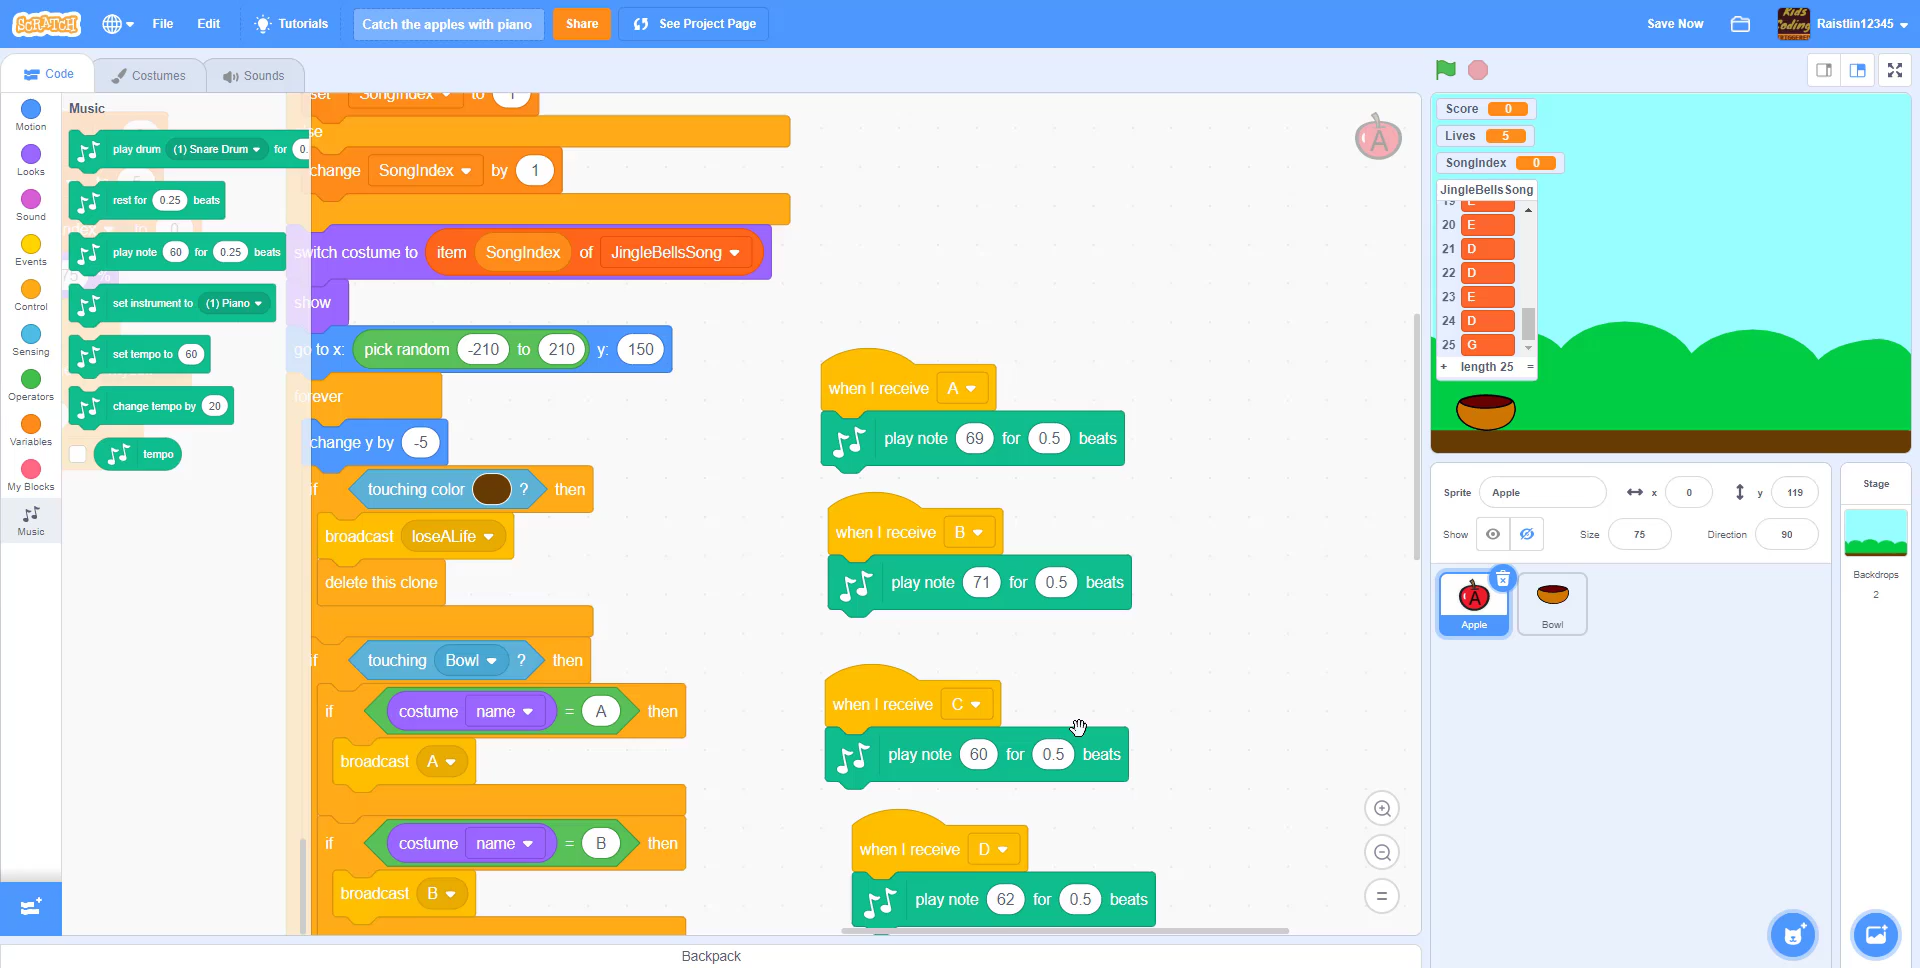 SCRATCH
File
Edit
Tutorials
Catch the apples with piano
Share
See Project Page
Save Now
Raistlin12345
Code
Costumes
Sounds
Motion
Looks
Sound
Events
Control
Sensing
Operators
Variables
My Blocks
Music
Music
play drum (1) Snare Drum for 0.
rest for 0.25 beats
play note 60 for 0.25 beats
set instrument to (1) Piano
set tempo to 60
change tempo by 20
tempo
set SongIndex to 1
se
change SongIndex by 1
switch costume to item SongIndex of JingleBellsSong
show
go to x: pick random -210 to 210 y: 150
forever
change y by -5
if touching color ? then
broadcast loseALife
delete this clone
if touching Bowl ? then
if costume name = A then
broadcast A
if costume name = B then
broadcast B
when I receive A
play note 69 for 0.5 beats
when I receive B
play note 71 for 0.5 beats
when I receive C
play note 60 for 0.5 beats
when I receive D
play note 62 for 0.5 beats
A
Backpack
Score 0
Lives 5
SongIndex 0
JingleBellsSong
19 E
20 E
21 D
22 D
23 E
24 D
25 G
+ length 25 =
Sprite Apple x 0 y 119
Show Size 75 Direction 90
A
Apple
Bowl
Stage
Backdrops
2